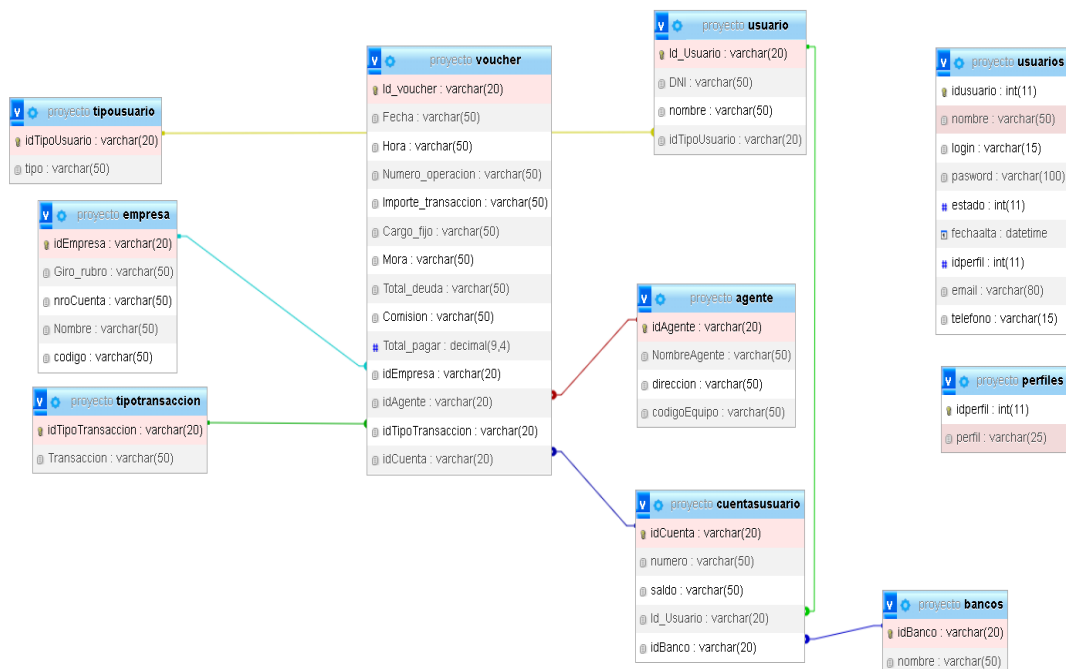 proyecto tipousuario
idTipoUsuario : varchar(20)
tipo : varchar(50)
proyecto empresa
idEmpresa : varchar(20)
Giro_rubro : varchar(50)
nroCuenta : varchar(50)
Nombre : varchar(50)
codigo : varchar(50)
proyecto tipotransaccion
idTipoTransaccion : varchar(20)
Transaccion : varchar(50)
proyecto voucher
Id_voucher : varchar(20)
Fecha : varchar(50)
Hora : varchar(50)
Numero_operacion : varchar(50)
Importe_transaccion : varchar(50)
Cargo_fijo : varchar(50)
Mora : varchar(50)
Total_deuda : varchar(50)
Comision : varchar(50)
# Total_pagar : decimal(9,4)
idEmpresa : varchar(20)
idAgente : varchar(20)
idTipoTransaccion : varchar(20)
idCuenta : varchar(20)
proyecto usuario
Id_Usuario : varchar(20)
DNI : varchar(50)
nombre : varchar(50)
idTipoUsuario : varchar(20)
proyecto agente
idAgente : varchar(20)
NombreAgente : varchar(50)
direccion : varchar(50)
codigoEquipo : varchar(50)
proyecto cuentasusuario
idCuenta : varchar(20)
numero : varchar(50)
saldo : varchar(50)
Id_Usuario : varchar(20)
idBanco : varchar(20)
proyecto bancos
idBanco : varchar(20)
nombre : varchar(50)
proyecto usuarios
idusuario : int(11)
nombre : varchar(50)
login : varchar(15)
pasword : varchar(100)
# estado : int(11)
fechaalta : datetime
# idperfil : int(11)
email : varchar(80)
telefono : varchar(15)
proyecto perfiles
idperfil : int(11)
perfil : varchar(25)